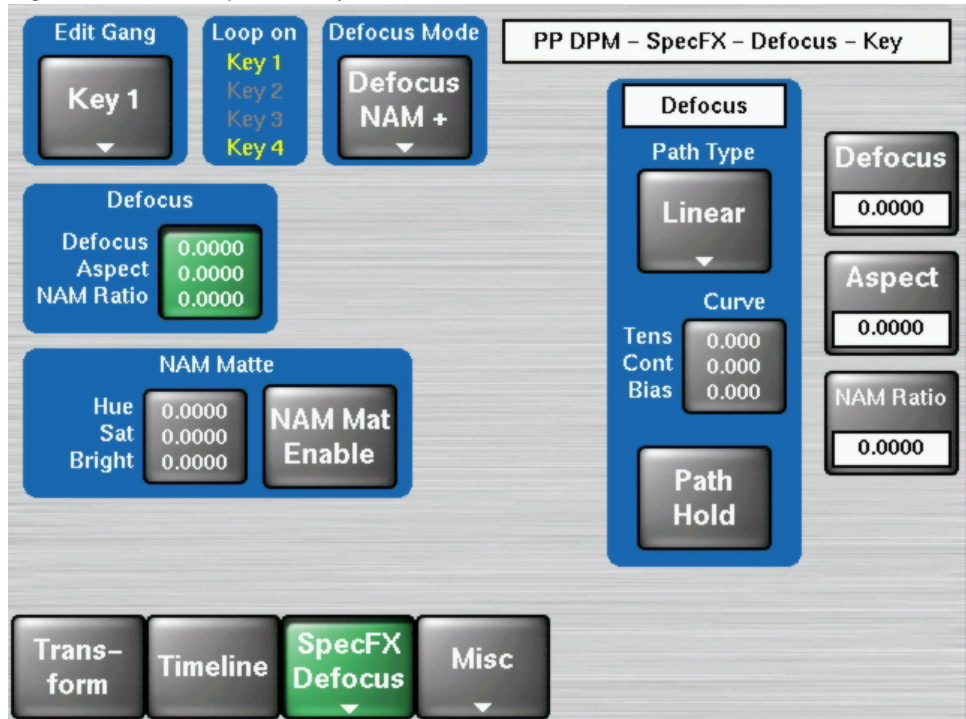 Edit Gang
Key 1
Loop on
Key 1
Key 2
Key 3
Key 4
Defocus Mode
Defocus
NAM +
PP DPM – SpecFX – Defocus – Key
Defocus
Defocus 0.0000
Aspect 0.0000
NAM Ratio 0.0000
NAM Matte
Hue 0.0000
Sat 0.0000
Bright 0.0000
NAM Mat
Enable
Defocus
Path Type
Linear
Curve
Tens 0.000
Cont 0.000
Bias 0.000
Path
Hold
Defocus
0.0000
Aspect
0.0000
NAM Ratio
0.0000
Trans–
form
Timeline
SpecFX
Defocus
Misc